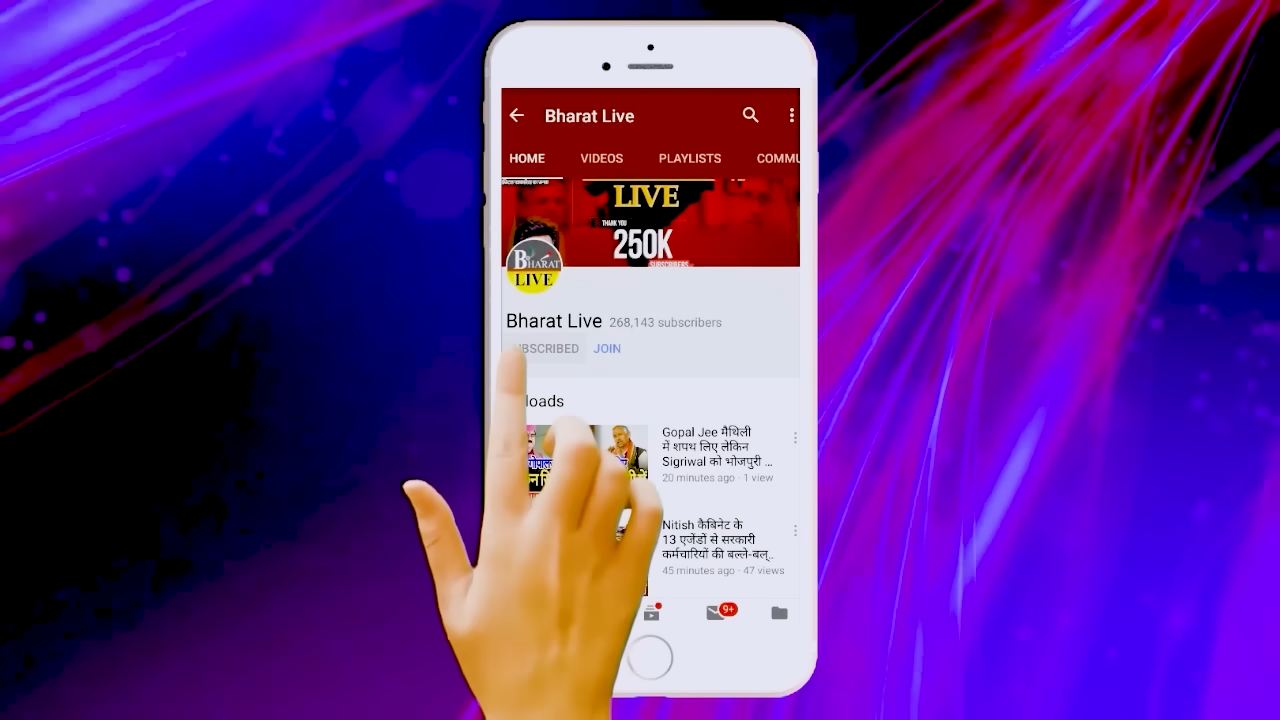 Bharat Live
HOME VIDEOS PLAYLISTS COMMU
LIVE
THANK YOU
250K
SUBSCRIBERS
BHARAT
LIVE
Bharat Live 268,143 subscribers
BSCRIBED JOIN
loads
Gopal Jee मैथिली
में शपथ लिए लेकिन
Sigriwal को भोजपुरी ...
20 minutes ago · 1 view
Nitish कैबिनेट के
13 एजेंडों से सरकारी
कर्मचारियों की बल्ले-बल्..
45 minutes ago · 47 views
9+